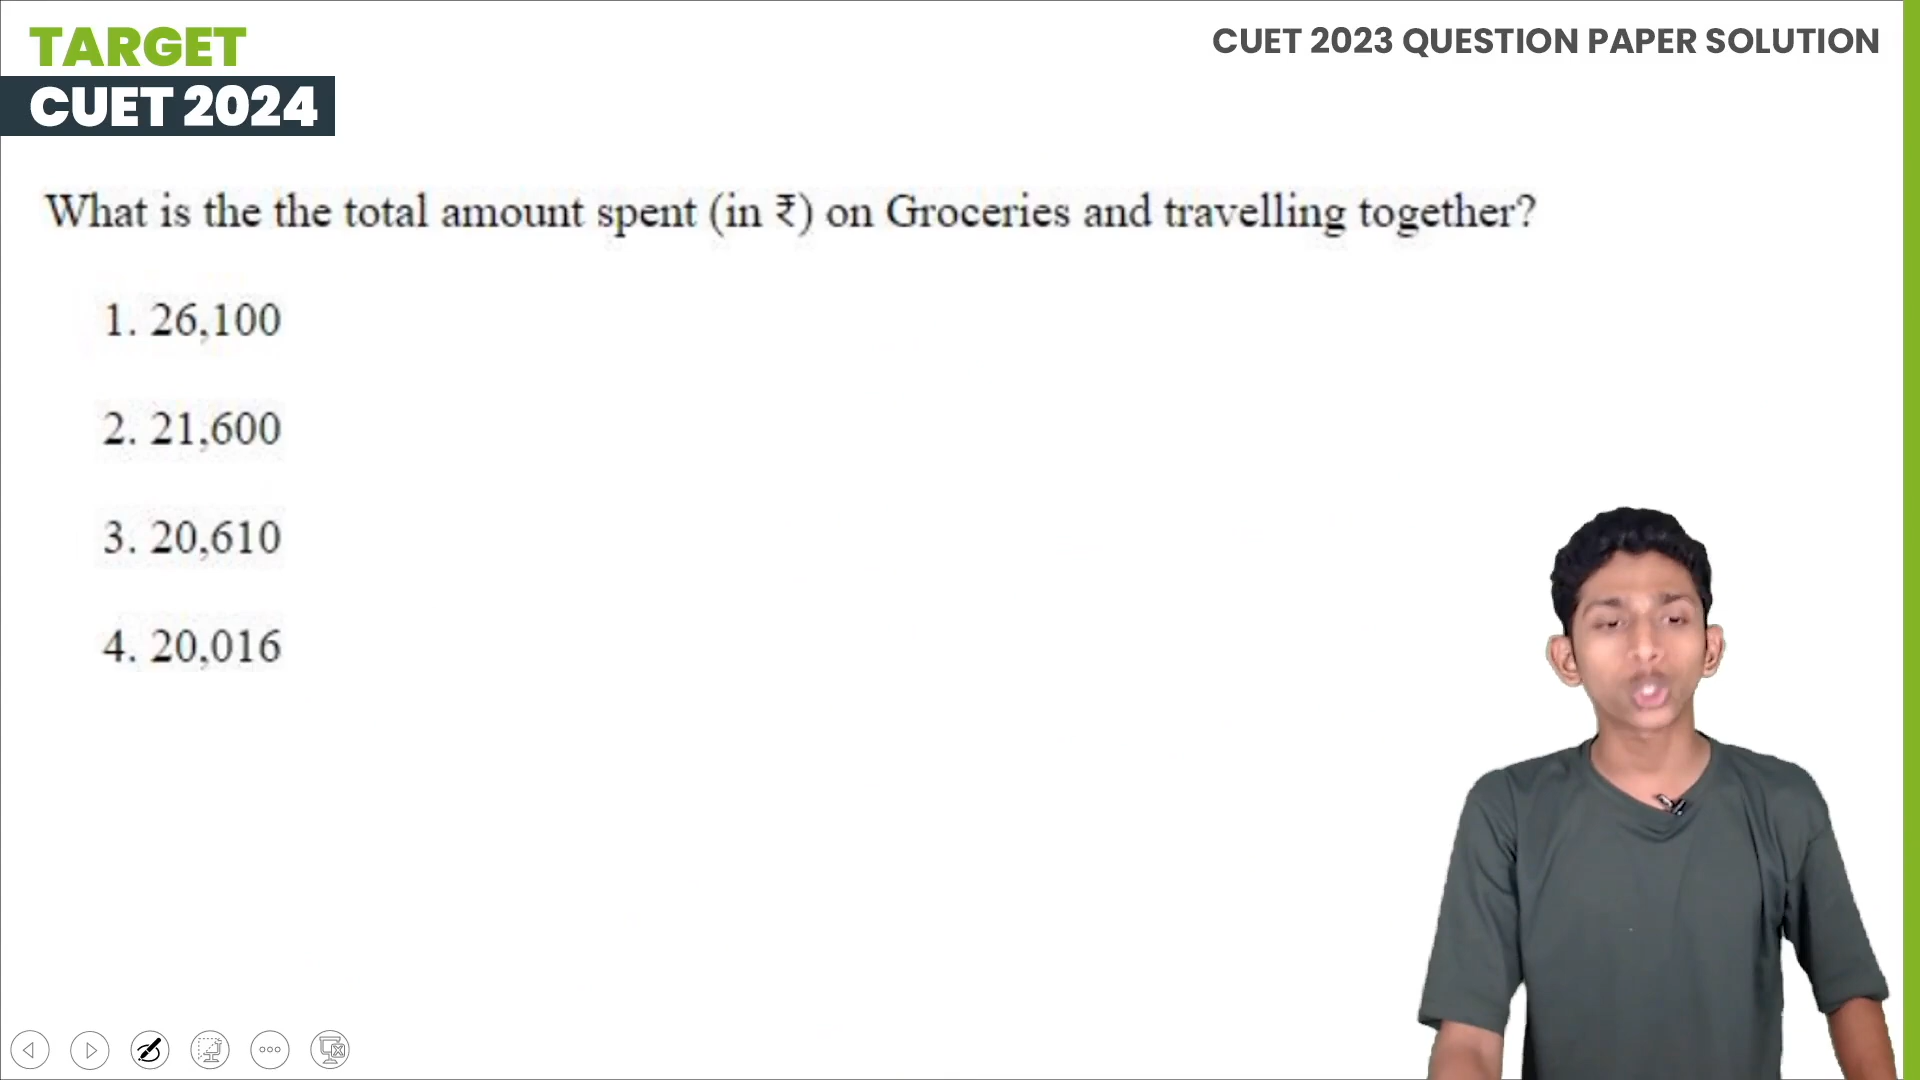 TARGET
CUET 2024
CUET 2023 QUESTION PAPER SOLUTION
What is the the total amount spent (in ₹) on Groceries and travelling together?
1. 26,100
2. 21,600
3. 20,610
4. 20,016